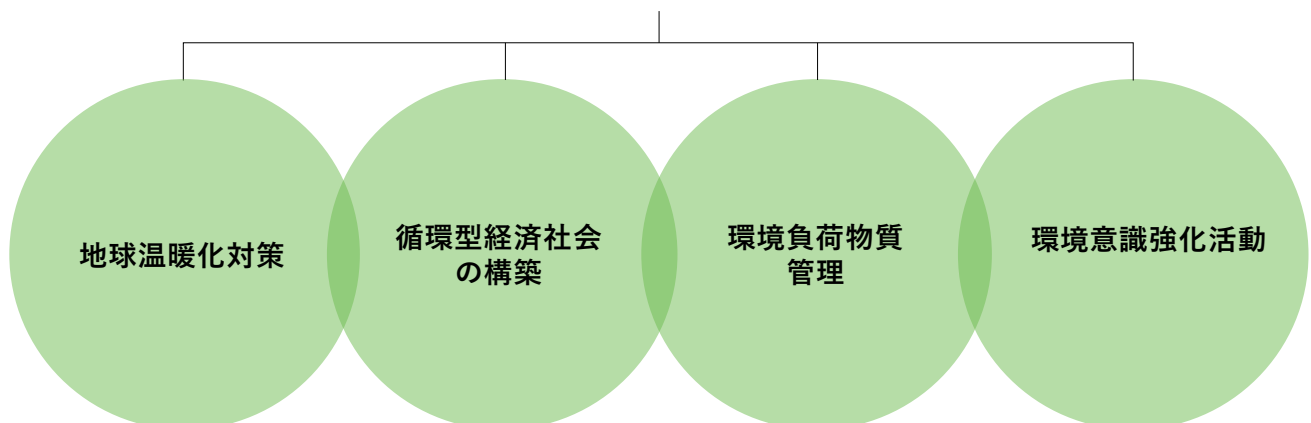 地球温暖化対策
循環型経済社会
の構築
環境負荷物質
管理
環境意識強化活動